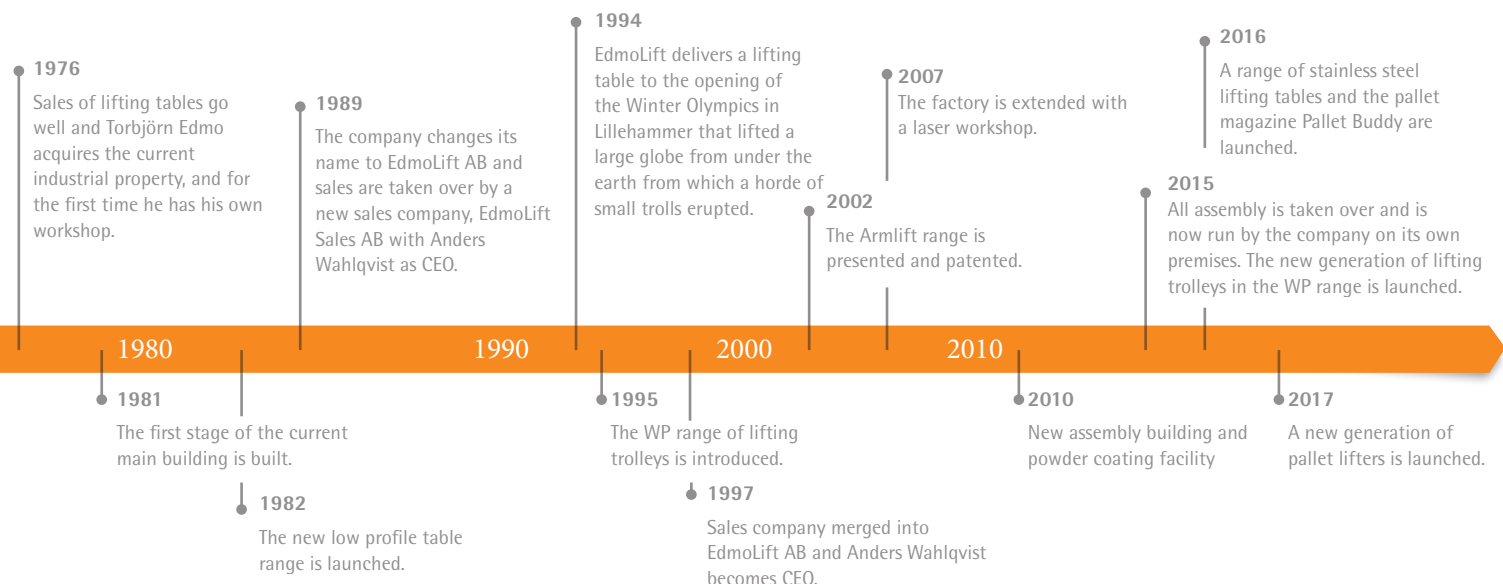 1976
Sales of lifting tables go
well and Torbjörn Edmo
acquires the current
industrial property, and for
the first time he has his own
workshop.
1989
The company changes its
name to EdmoLift AB and
sales are taken over by a
new sales company, EdmoLift
Sales AB with Anders
Wahlqvist as CEO.
1994
EdmoLift delivers a lifting
table to the opening of
the Winter Olympics in
Lillehammer that lifted a
large globe from under the
earth from which a horde of
small trolls erupted.
2002
The Armlift range is
presented and patented.
2007
The factory is extended with
a laser workshop.
2016
A range of stainless steel
lifting tables and the pallet
magazine Pallet Buddy are
launched.
2015
All assembly is taken over and is
now run by the company on its own
premises. The new generation of lifting
trolleys in the WP range is launched.
1980 1990 2000 2010
1981
The first stage of the current
main building is built.
1982
The new low profile table
range is launched.
1995
The WP range of lifting
trolleys is introduced.
1997
Sales company merged into
EdmoLift AB and Anders Wahlqvist
becomes CEO.
2010
New assembly building and
powder coating facility
2017
A new generation of
pallet lifters is launched.